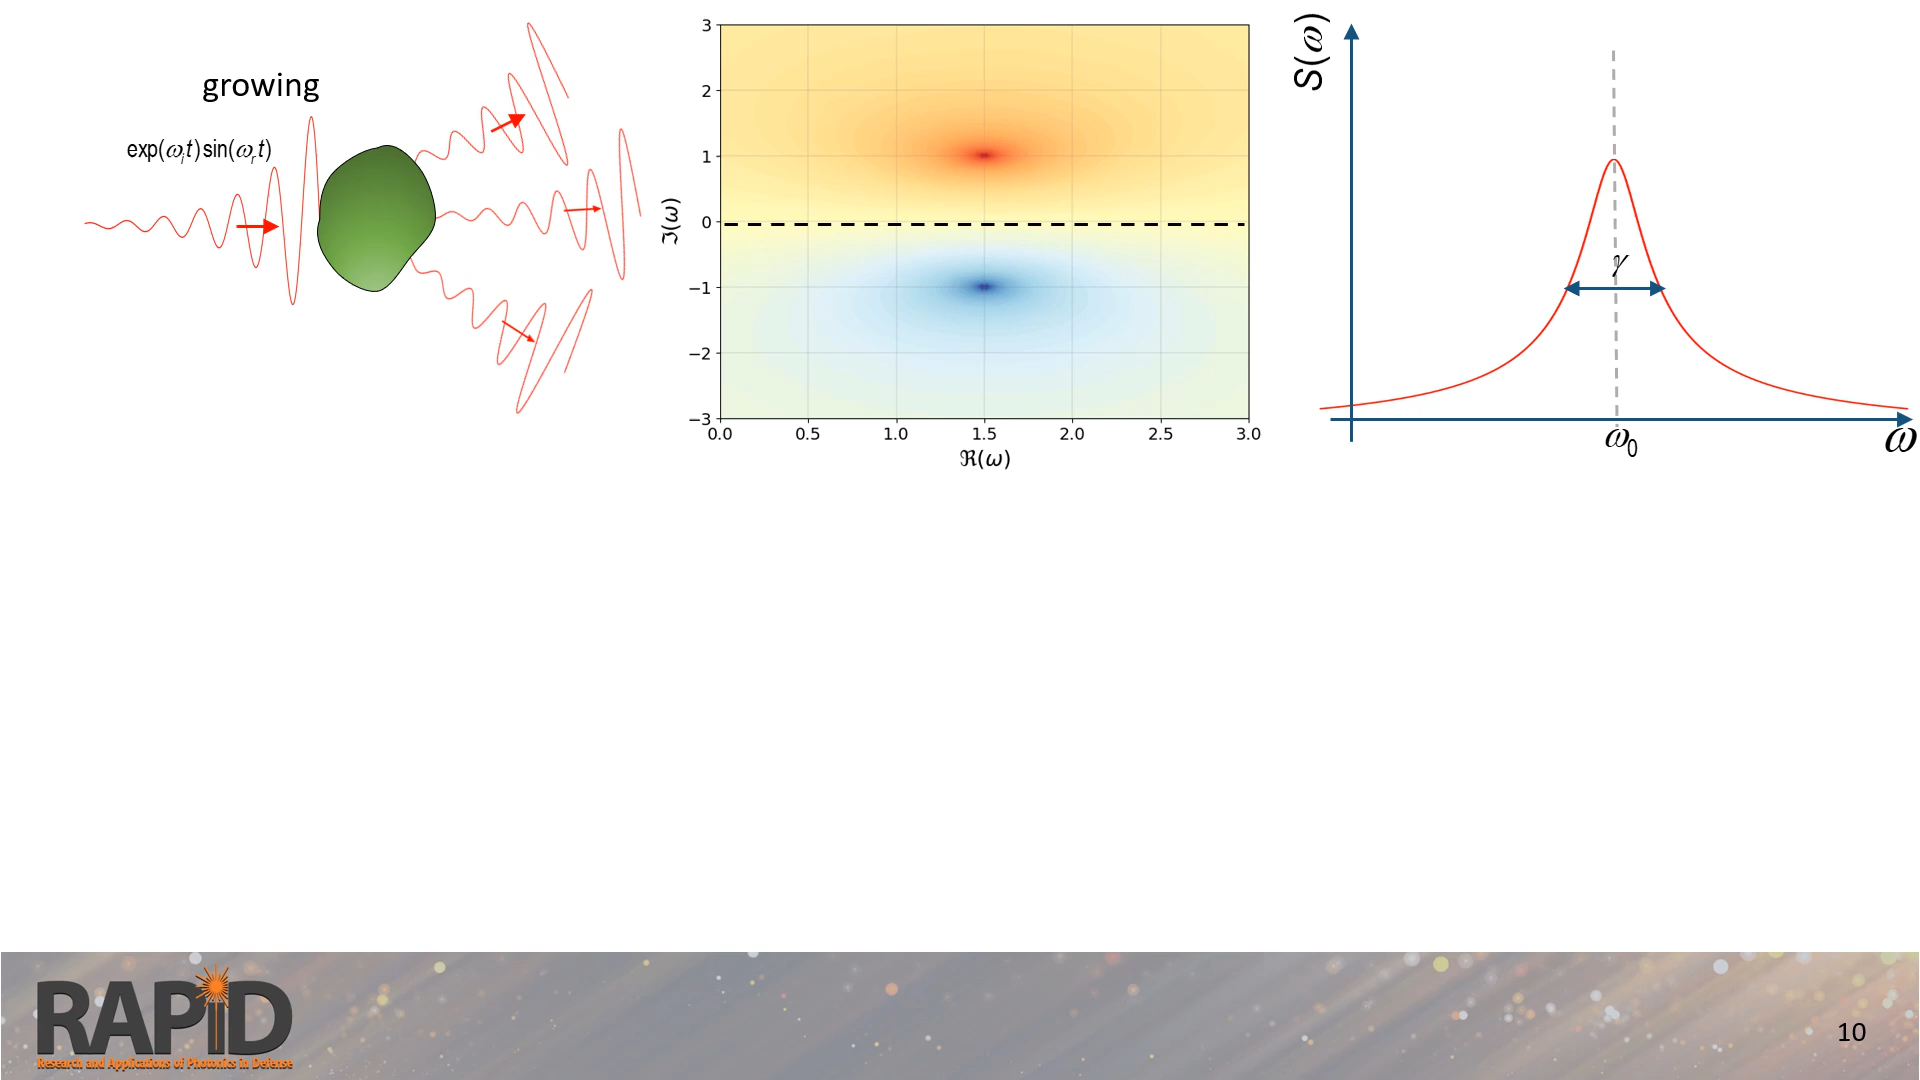 growing
exp(ωᵢt)sin(ωᵣt)
3
2
1
0
−1
−2
−3
ℑ(ω)
0.0 0.5 1.0 1.5 2.0 2.5 3.0
ℜ(ω)
S(ω)
γ
ω₀
ω
RAPID
Research and Applications of Photonics in Defense
10